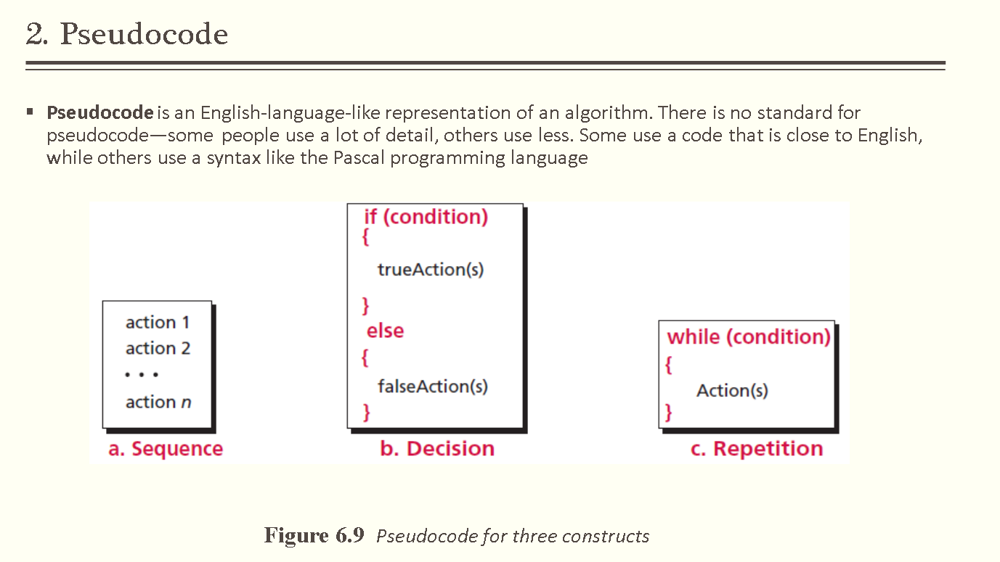 2. Pseudocode
▪ Pseudocode is an English-language-like representation of an algorithm. There is no standard for
pseudocode—some people use a lot of detail, others use less. Some use a code that is close to English,
while others use a syntax like the Pascal programming language
action 1
action 2
• • •
action n
a. Sequence
if (condition)
{
trueAction(s)
}
else
{
falseAction(s)
}
b. Decision
while (condition)
{
Action(s)
}
c. Repetition
Figure 6.9 Pseudocode for three constructs